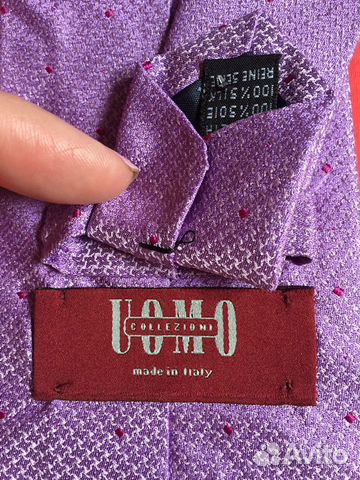 100% SOIE
100% SILK
REINE SEIDE
UOMO
COLLEZIONI
made in Italy
Avito